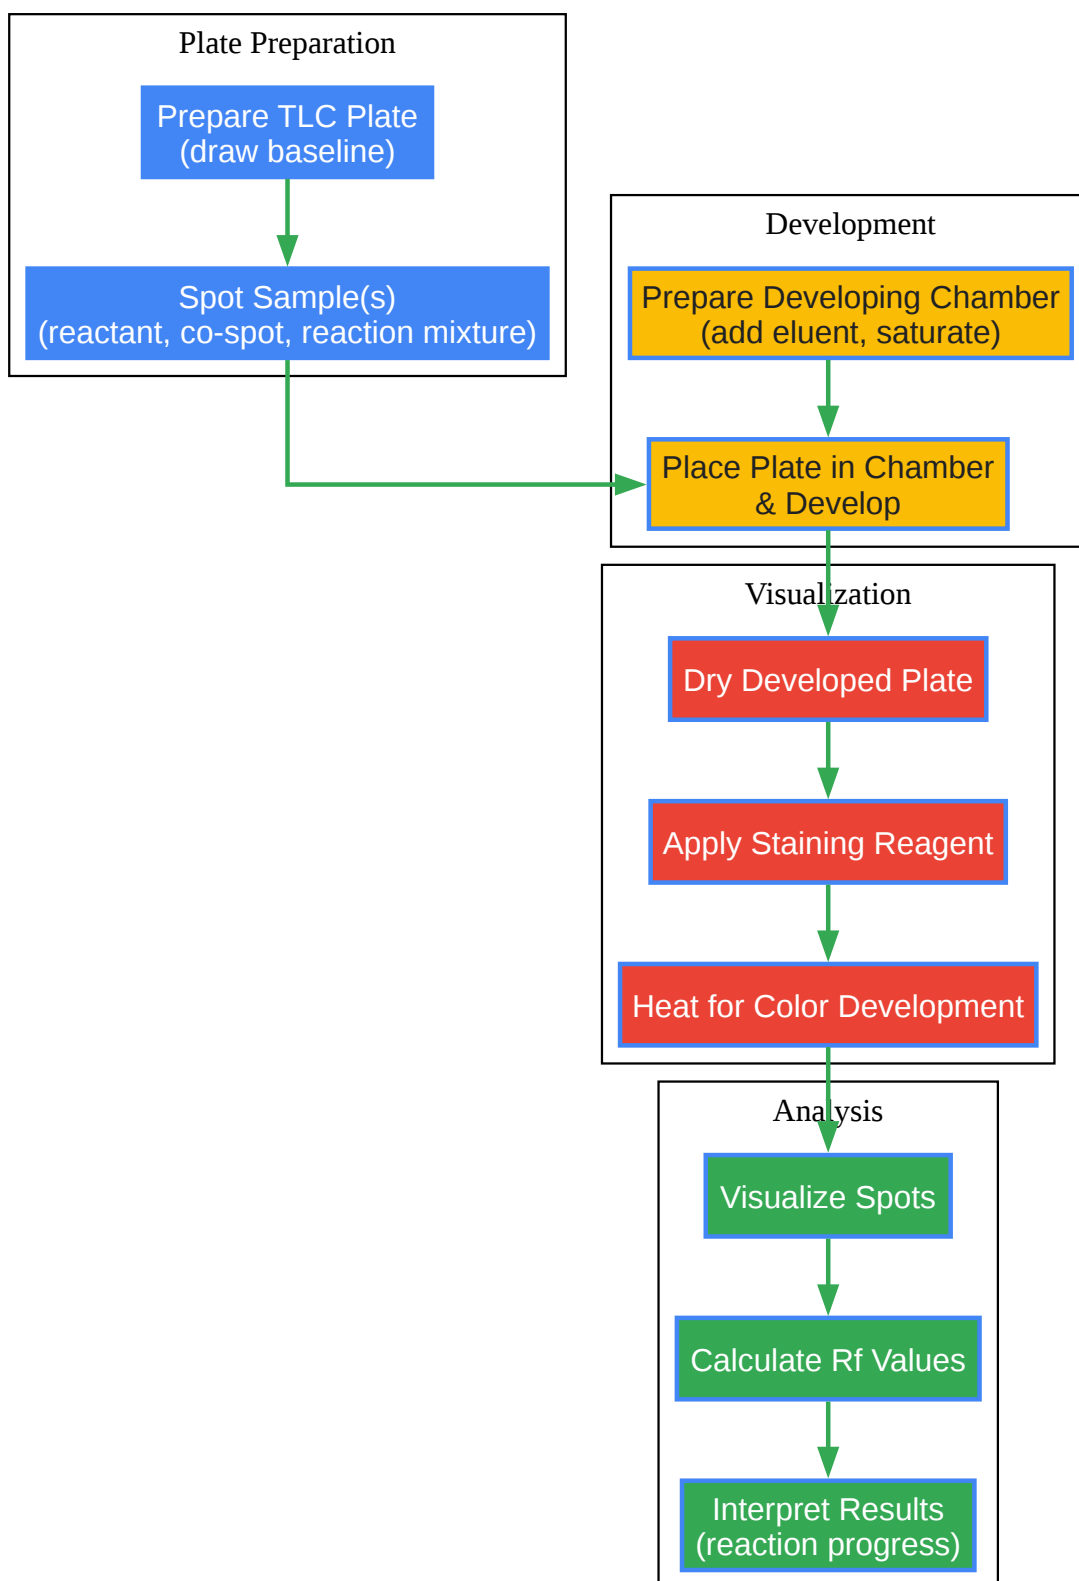 Plate Preparation
Prepare TLC Plate
(draw baseline)
Spot Sample(s)
(reactant, co-spot, reaction mixture)
Development
Prepare Developing Chamber
(add eluent, saturate)
Place Plate in Chamber
& Develop
Visualization
Dry Developed Plate
Apply Staining Reagent
Heat for Color Development
Analysis
Visualize Spots
Calculate Rf Values
Interpret Results
(reaction progress)